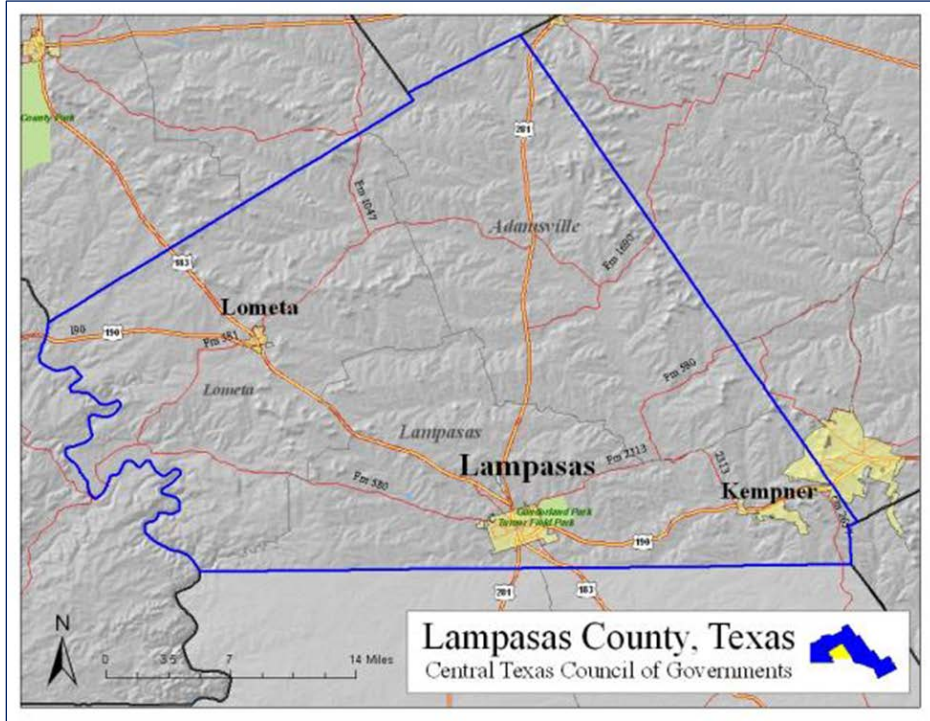 County Park
281
Fm 1047
Adamsville
Fm 1690
183
Lometa
190
190
Fm 581
Fm 580
Lometa
Lampasas
Lampasas
Fm 2313
2313
Fm 580
Kempner
Cumberland Park
Turner Field Park
190
281
183
N
0 3.5 7 14 Miles
Lampasas County, Texas
Central Texas Council of Governments